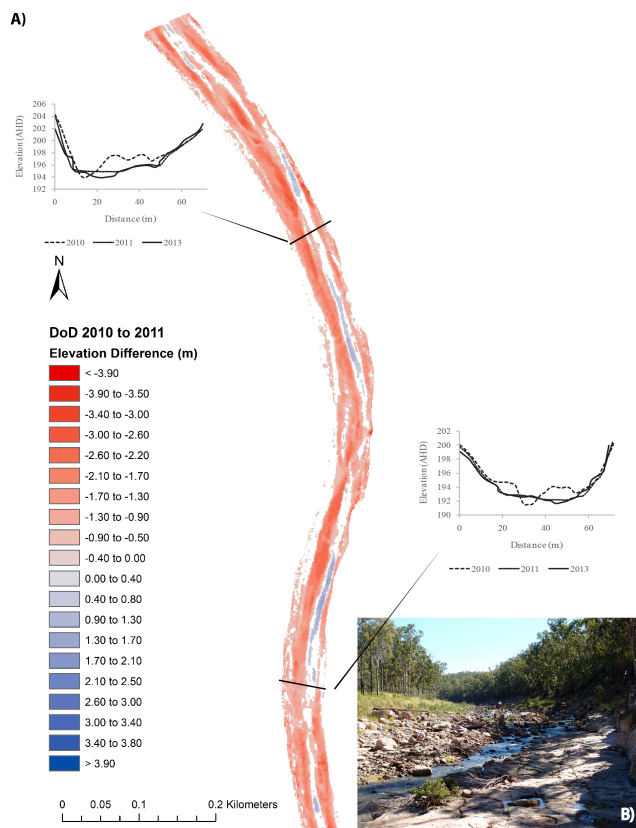 A)
206
204
202
200
198
196
194
192
Elevation (AHD)
0 20 40 60
Distance (m)
2010 2011 2013
N
DoD 2010 to 2011
Elevation Difference (m)
< -3.90
-3.90 to -3.50
-3.40 to -3.00
-3.00 to -2.60
-2.60 to -2.20
-2.10 to -1.70
-1.70 to -1.30
-1.30 to -0.90
-0.90 to -0.50
-0.40 to 0.00
0.00 to 0.40
0.40 to 0.80
0.90 to 1.30
1.30 to 1.70
1.70 to 2.10
2.10 to 2.50
2.60 to 3.00
3.00 to 3.40
3.40 to 3.80
> 3.90
0 0.05 0.1 0.2 Kilometers
202
200
198
196
194
192
190
Elevation (AHD)
0 20 40 60
Distance (m)
2010 2011 2013
B)